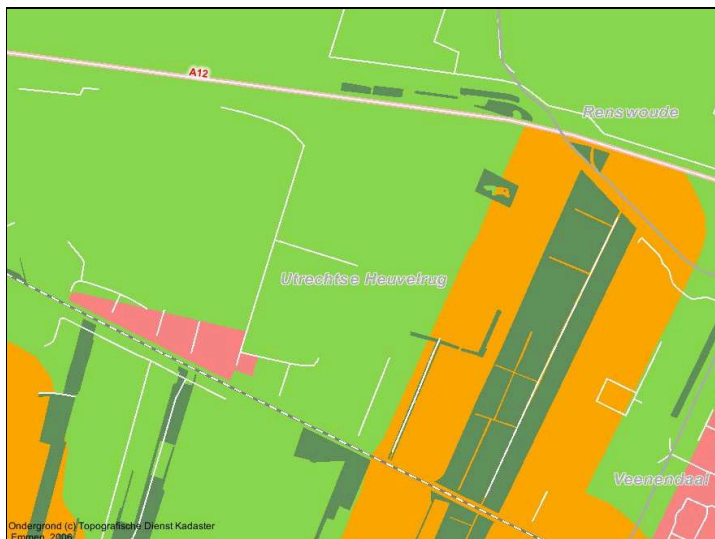 A12
Renswoude
Utrechtse Heuvelrug
Veenendaal
Ondergrond (c) Topografische Dienst Kadaster
Emmen, 2006